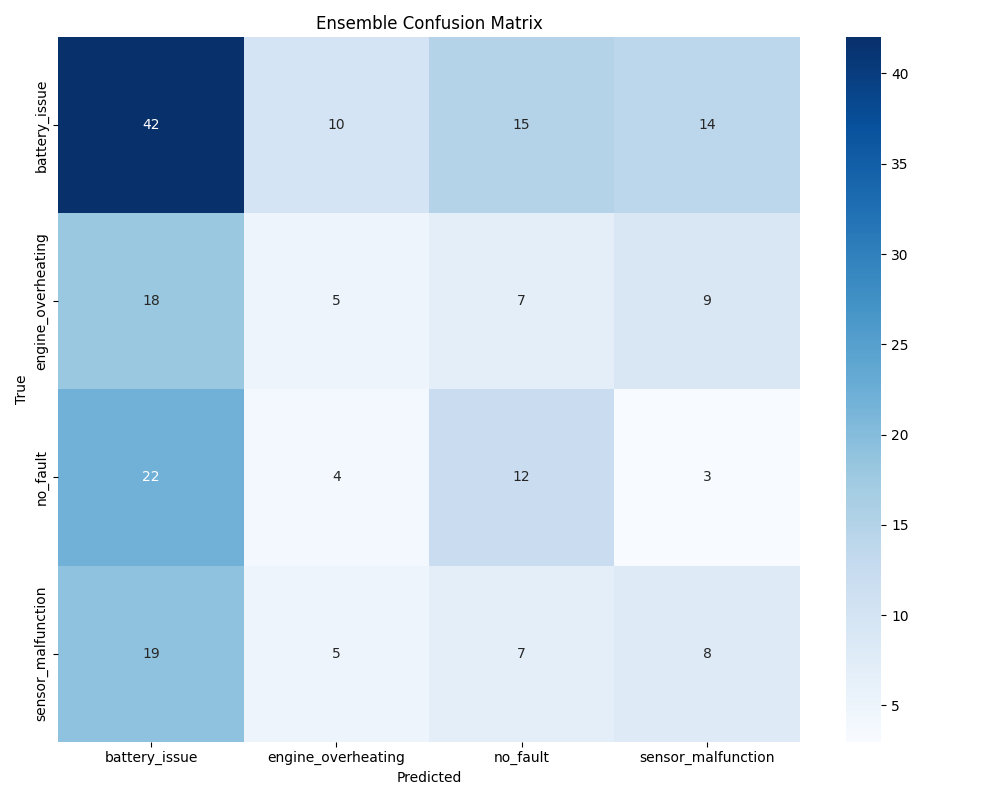 Ensemble Confusion Matrix
True
battery_issue
42 10 15 14
engine_overheating
18 5 7 9
no_fault
22 4 12 3
sensor_malfunction
19 5 7 8
battery_issue engine_overheating no_fault sensor_malfunction
Predicted
40
35
30
25
20
15
10
5